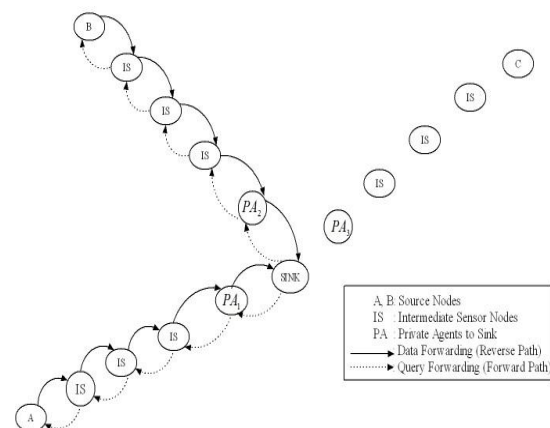 B
IS
IS
IS
PA₂
SINK
C
IS
IS
IS
PA₃
PA₁
IS
IS
IS
A
A, B: Source Nodes
IS : Intermediate Sensor Nodes
PA : Private Agents to Sink
Data Forwarding (Reverse Path)
Query Forwarding (Forward Path)